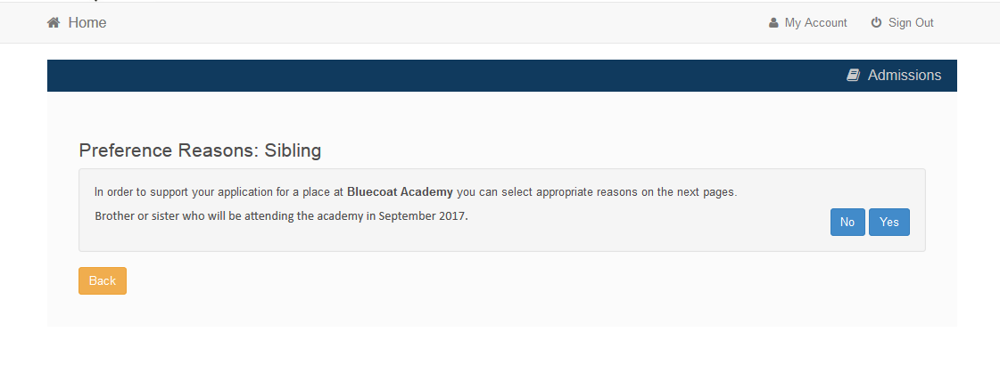 Home
My Account
Sign Out
Admissions
Preference Reasons: Sibling
In order to support your application for a place at Bluecoat Academy you can select appropriate reasons on the next pages.
Brother or sister who will be attending the academy in September 2017.
No
Yes
Back